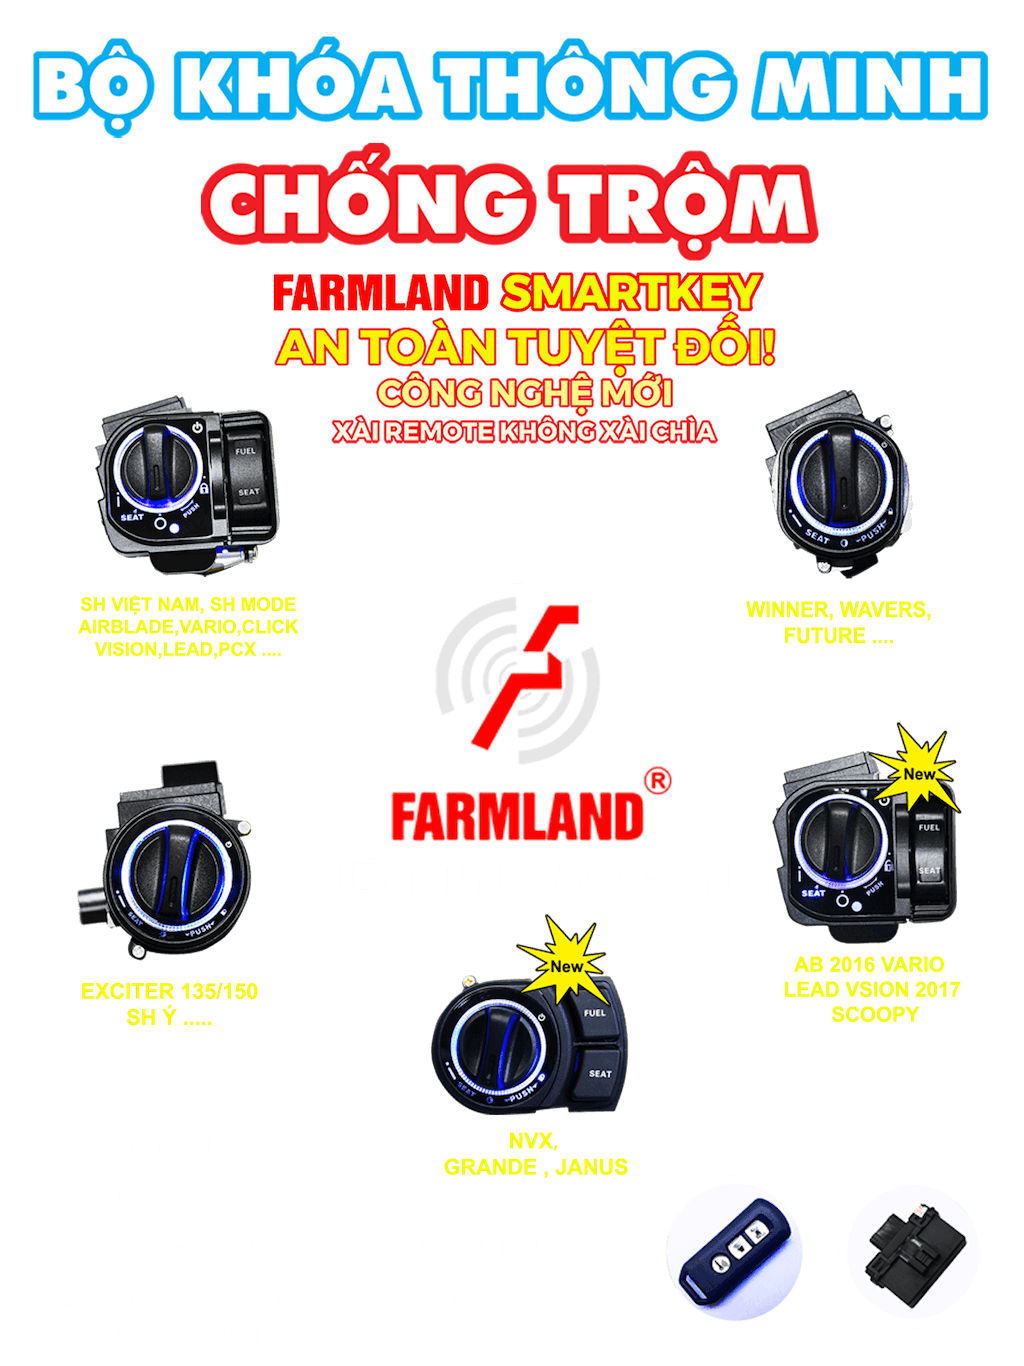 BỘ KHÓA THÔNG MINH
CHỐNG TRỘM
FARMLAND SMARTKEY
AN TOÀN TUYỆT ĐỐI!
CÔNG NGHỆ MỚI
XÀI REMOTE KHÔNG XÀI CHÌA
FUEL
SEAT
SEAT
PUSH
SEAT
PUSH
SH VIỆT NAM, SH MODE
AIRBLADE,VARIO,CLICK
VISION,LEAD,PCX ....
WINNER, WAVERS,
FUTURE ....
FARMLAND®
SEAT
PUSH
New
FUEL
SEAT
SEAT
PUSH
EXCITER 135/150
SH Ý .....
AB 2016 VARIO
LEAD VSION 2017
SCOOPY
New
FUEL
SEAT
SEAT
PUSH
NVX,
GRANDE , JANUS